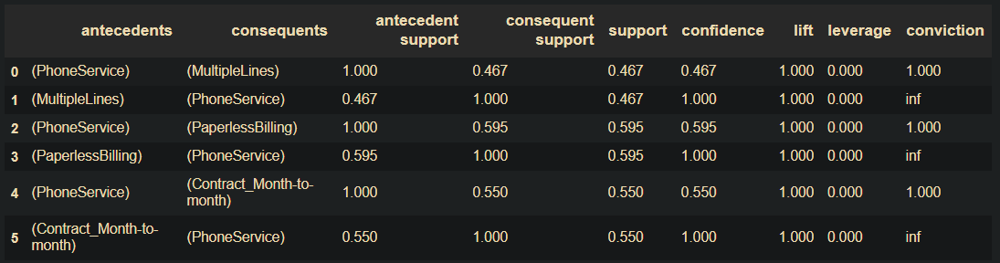 antecedents consequents antecedent support consequent support support confidence lift leverage conviction
0 (PhoneService) (MultipleLines) 1.000 0.467 0.467 0.467 1.000 0.000 1.000
1 (MultipleLines) (PhoneService) 0.467 1.000 0.467 1.000 1.000 0.000 inf
2 (PhoneService) (PaperlessBilling) 1.000 0.595 0.595 0.595 1.000 0.000 1.000
3 (PaperlessBilling) (PhoneService) 0.595 1.000 0.595 1.000 1.000 0.000 inf
4 (PhoneService) (Contract_Month-to-month) 1.000 0.550 0.550 0.550 1.000 0.000 1.000
5 (Contract_Month-to-month) (PhoneService) 0.550 1.000 0.550 1.000 1.000 0.000 inf